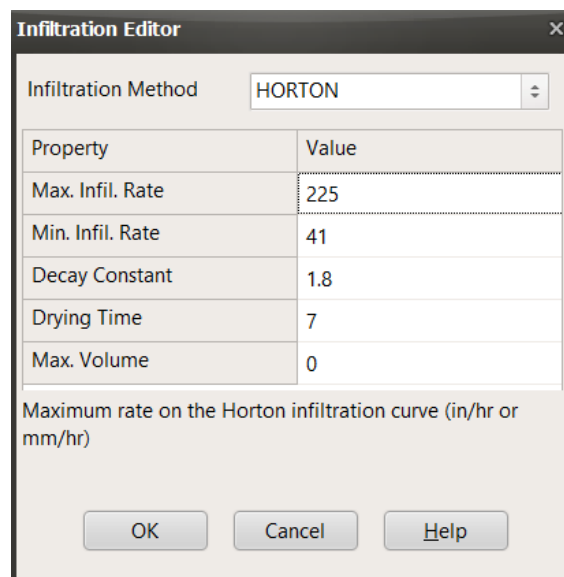 Infiltration Editor
Infiltration Method HORTON
Property Value
Max. Infil. Rate 225
Min. Infil. Rate 41
Decay Constant 1.8
Drying Time 7
Max. Volume 0
Maximum rate on the Horton infiltration curve (in/hr or
mm/hr)
OK Cancel Help